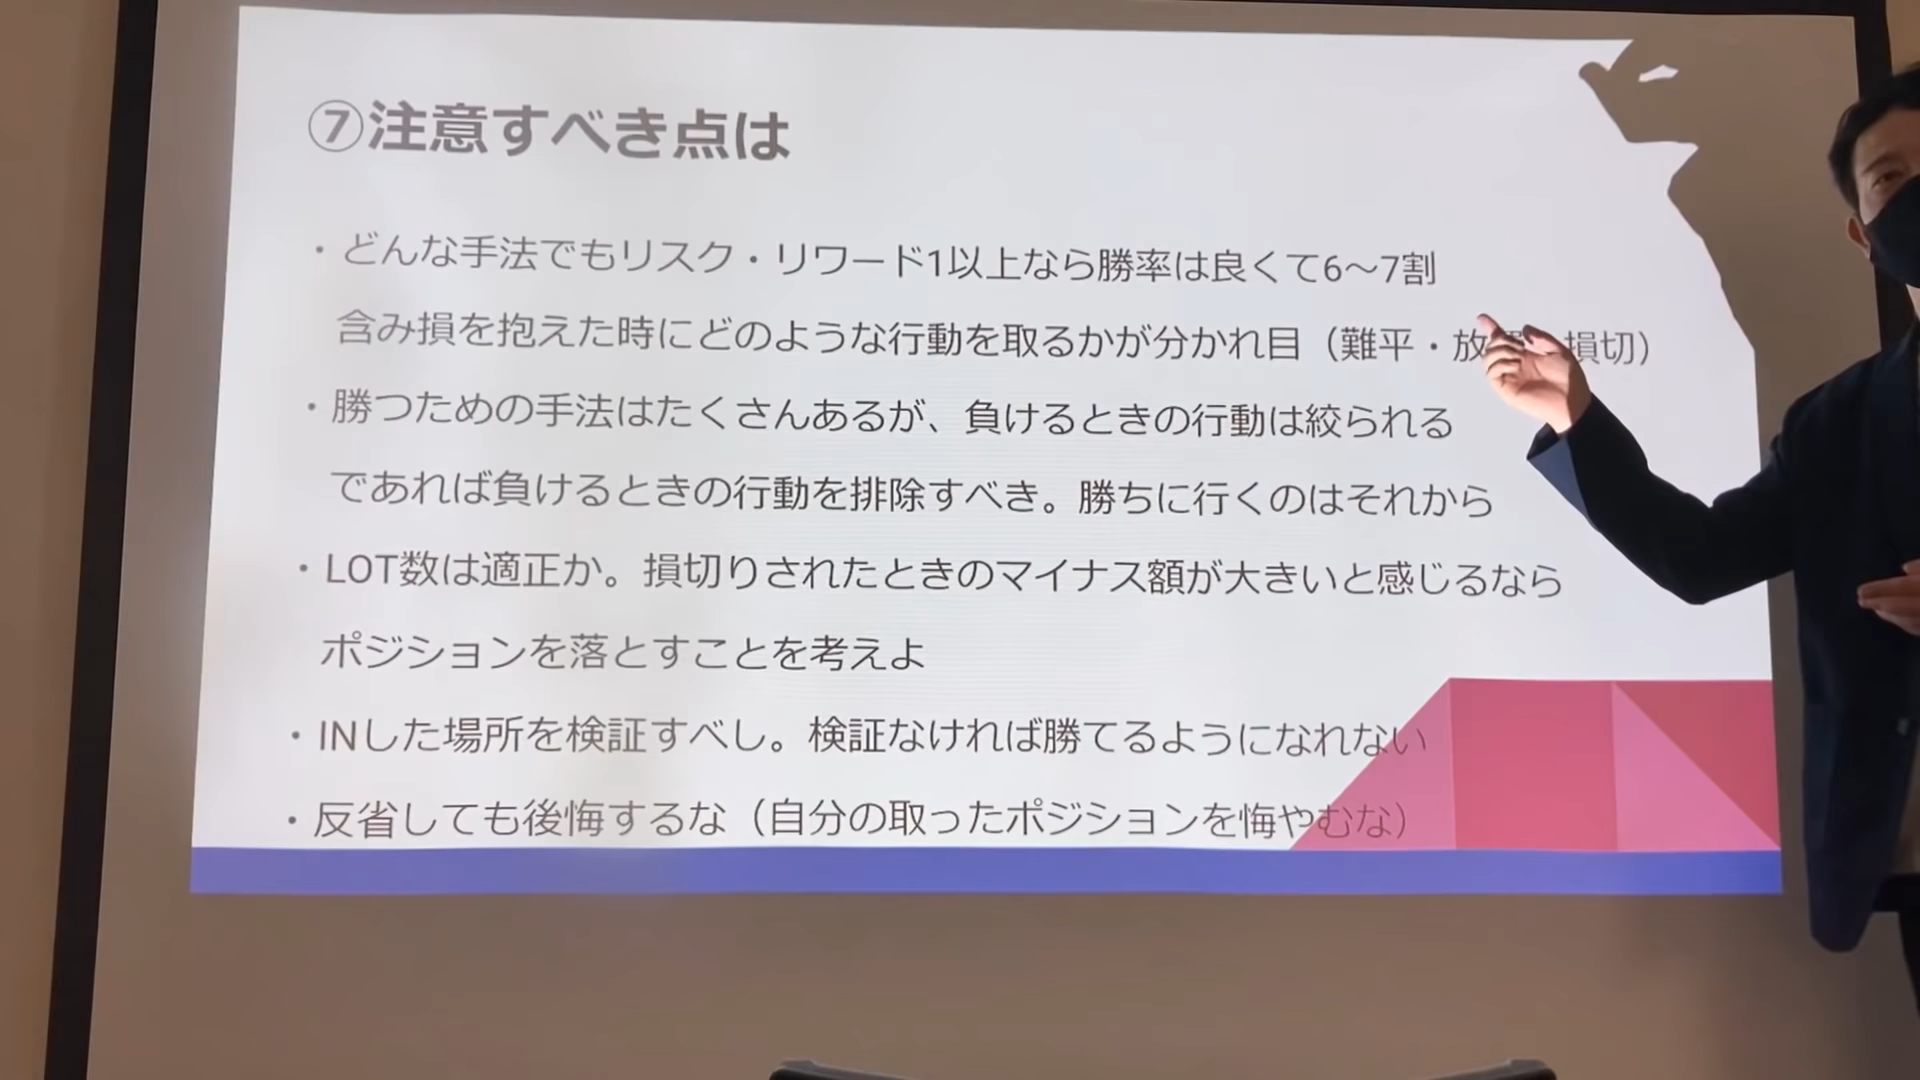 ⑦注意すべき点は
・どんな手法でもリスク・リワード1以上なら勝率は良くて6〜7割
含み損を抱えた時にどのような行動を取るかが分かれ目（難平・放 損切）
・勝つための手法はたくさんあるが、負けるときの行動は絞られる
であれば負けるときの行動を排除すべき。勝ちに行くのはそれから
・LOT数は適正か。損切りされたときのマイナス額が大きいと感じるなら
ポジションを落とすことを考えよ
・INした場所を検証すべし。検証なければ勝てるようになれない
・反省しても後悔するな（自分の取ったポジションを悔やむな）